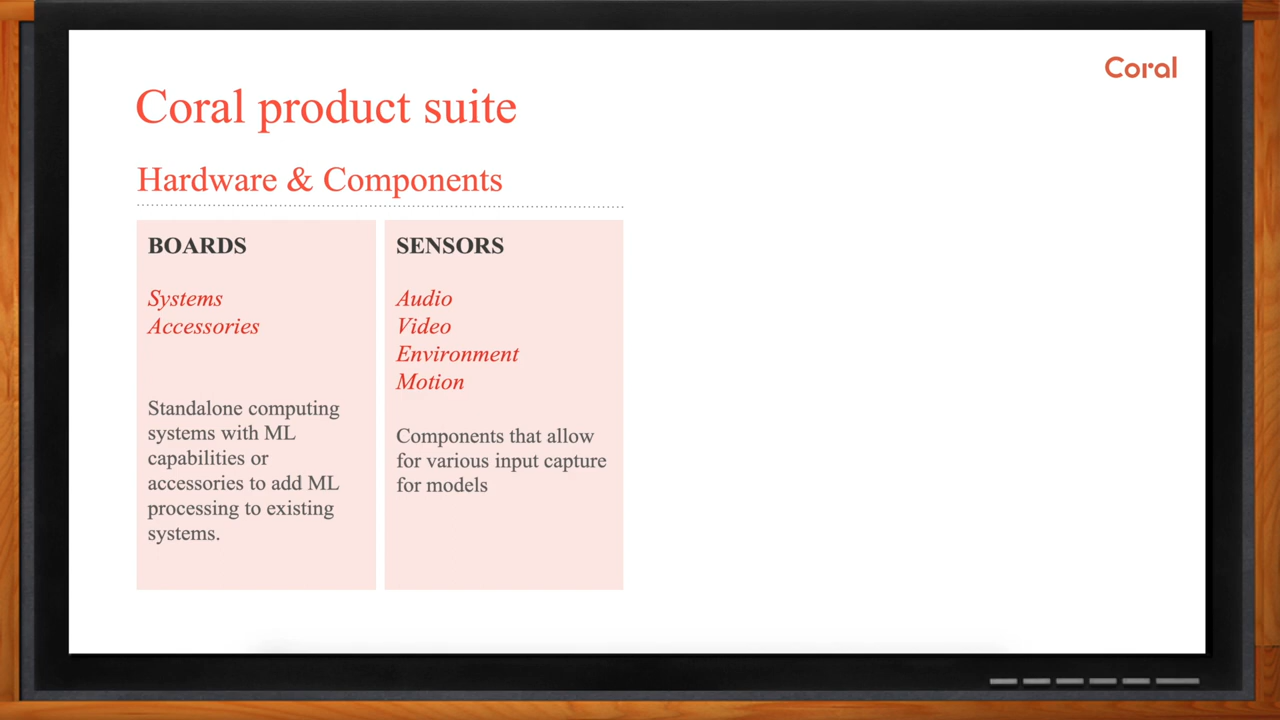 Coral
Coral product suite
Hardware & Components
BOARDS
Systems
Accessories
Standalone computing
systems with ML
capabilities or
accessories to add ML
processing to existing
systems.
SENSORS
Audio
Video
Environment
Motion
Components that allow
for various input capture
for models